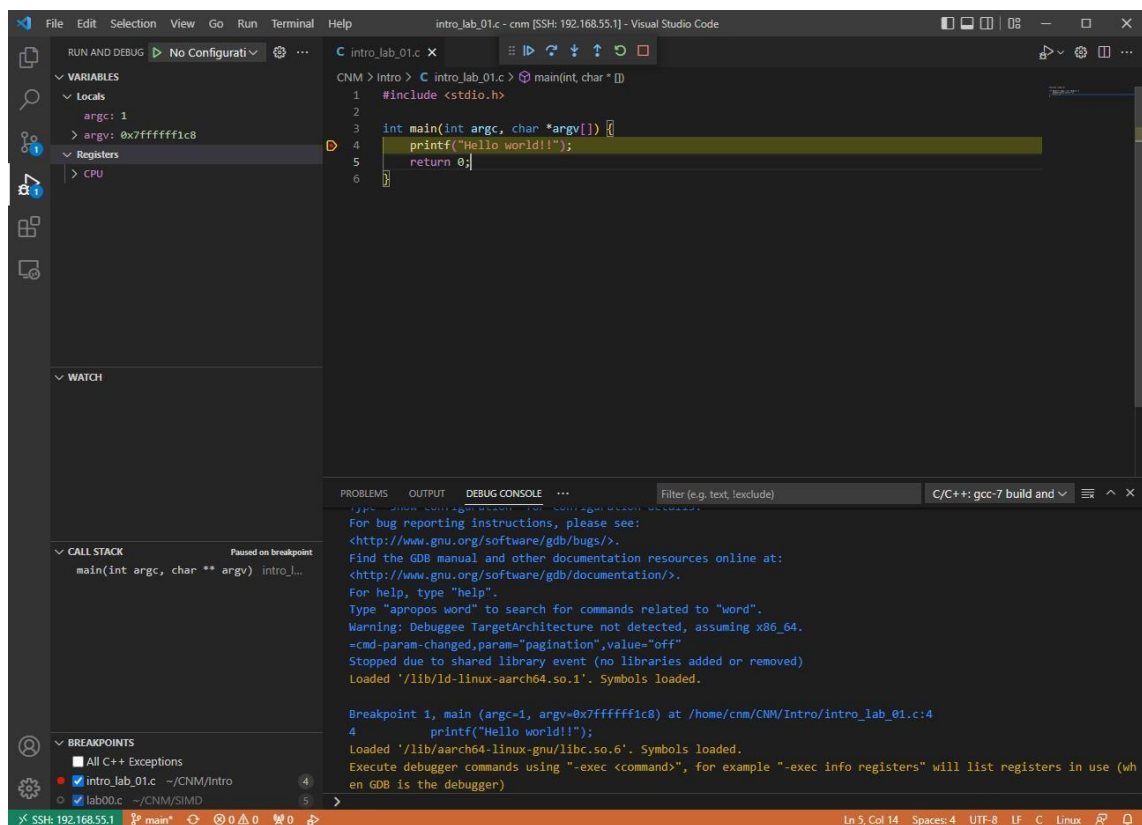 File Edit Selection View Go Run Terminal Help intro_lab_01.c - cnm [SSH: 192.168.55.1] - Visual Studio Code
RUN AND DEBUG No Configurati
VARIABLES
Locals
argc: 1
argv: 0x7ffffff1c8
Registers
CPU
WATCH
CALL STACK Paused on breakpoint
main(int argc, char ** argv) intro_l...
BREAKPOINTS
All C++ Exceptions
intro_lab_01.c ~/CNM/Intro 4
lab00.c ~/CNM/SIMD 5
1
1
intro_lab_01.c
CNM > Intro > C intro_lab_01.c > main(int, char * [])
1 #include <stdio.h>
2
3 int main(int argc, char *argv[]) {
4 printf("Hello world!!");
5 return 0;
6 }
PROBLEMS OUTPUT DEBUG CONSOLE ... Filter (e.g. text, !exclude) C/C++: gcc-7 build and
Type "show configuration" for configuration details.
For bug reporting instructions, please see:
<http://www.gnu.org/software/gdb/bugs/>.
Find the GDB manual and other documentation resources online at:
<http://www.gnu.org/software/gdb/documentation/>.
For help, type "help".
Type "apropos word" to search for commands related to "word".
Warning: Debuggee TargetArchitecture not detected, assuming x86_64.
=cmd-param-changed,param="pagination",value="off"
Stopped due to shared library event (no libraries added or removed)
Loaded '/lib/ld-linux-aarch64.so.1'. Symbols loaded.
Breakpoint 1, main (argc=1, argv=0x7ffffff1c8) at /home/cnm/CNM/Intro/intro_lab_01.c:4
4 printf("Hello world!!");
Loaded '/lib/aarch64-linux-gnu/libc.so.6'. Symbols loaded.
Execute debugger commands using "-exec <command>", for example "-exec info registers" will list registers in use (wh
en GDB is the debugger)
>
SSH: 192.168.55.1 main* 0 0 0 Ln 5, Col 14 Spaces: 4 UTF-8 LF C Linux